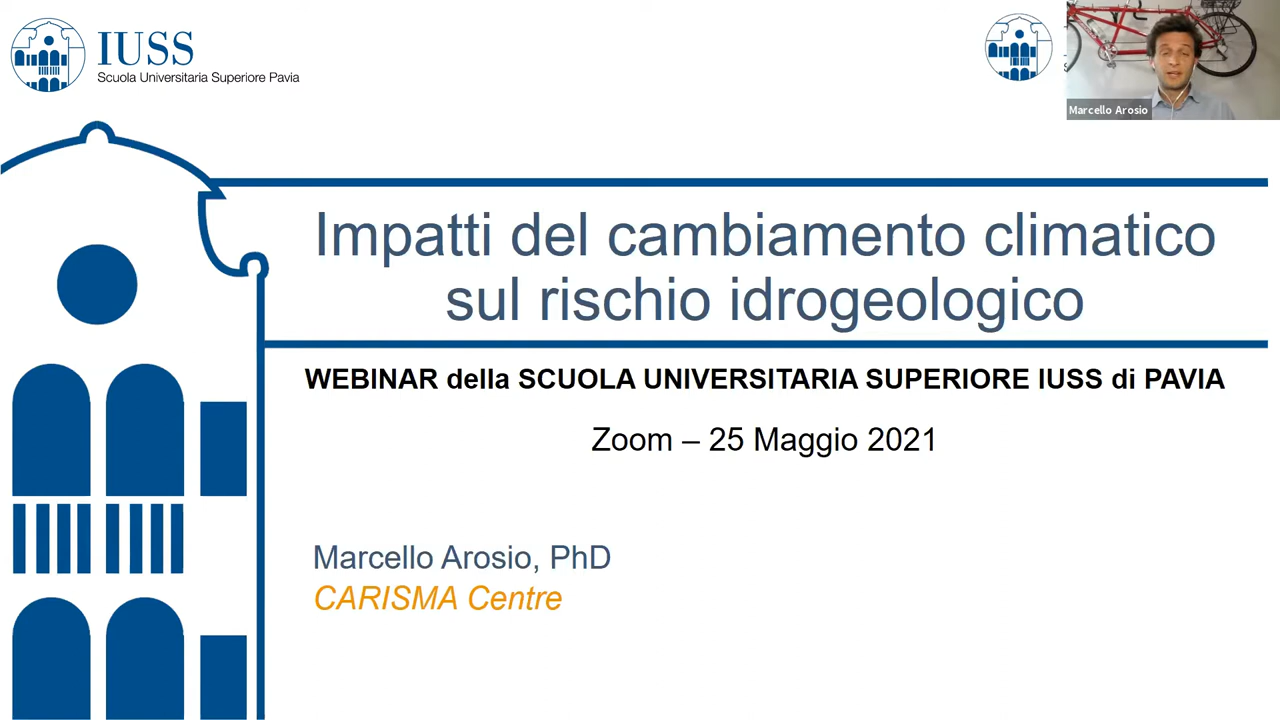 IUSS
Scuola Universitaria Superiore Pavia
Marcello Arosio
Impatti del cambiamento climatico
sul rischio idrogeologico
WEBINAR della SCUOLA UNIVERSITARIA SUPERIORE IUSS di PAVIA
Zoom – 25 Maggio 2021
Marcello Arosio, PhD
CARISMA Centre